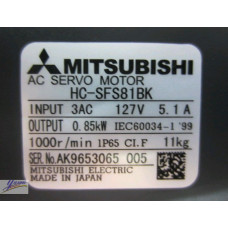 MITSUBISHI
AC SERVO MOTOR
HC-SFS81BK
INPUT 3AC 127V 5.1A
OUTPUT 0.85kW IEC60034-1 '99
1000r/min IP65 CI.F 11kg
SER.No.AK9653065 005
MITSUBISHI ELECTRIC
MADE IN JAPAN